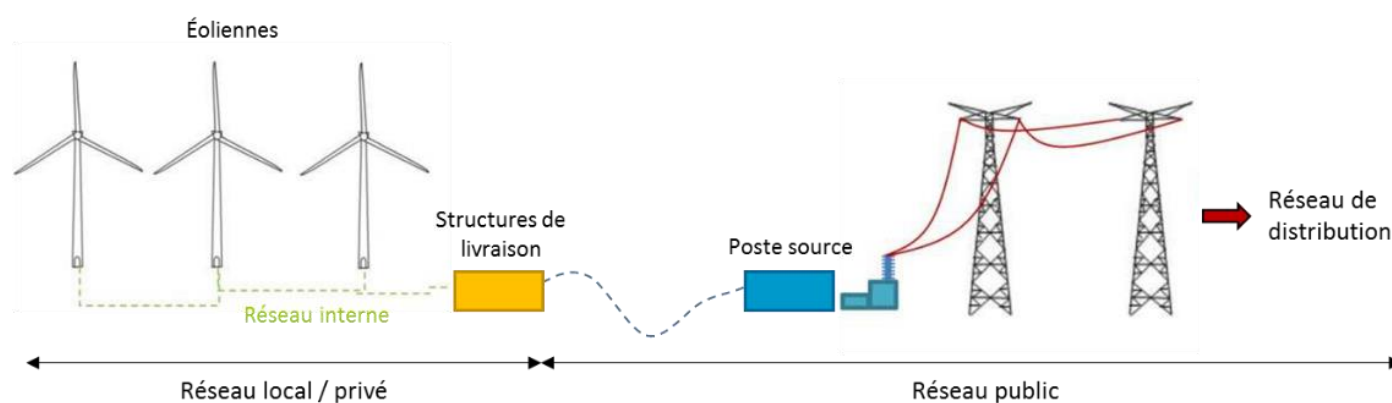 Éoliennes
Structures de
livraison
Réseau interne
Poste source
Réseau de
distribution
Réseau local / privé
Réseau public